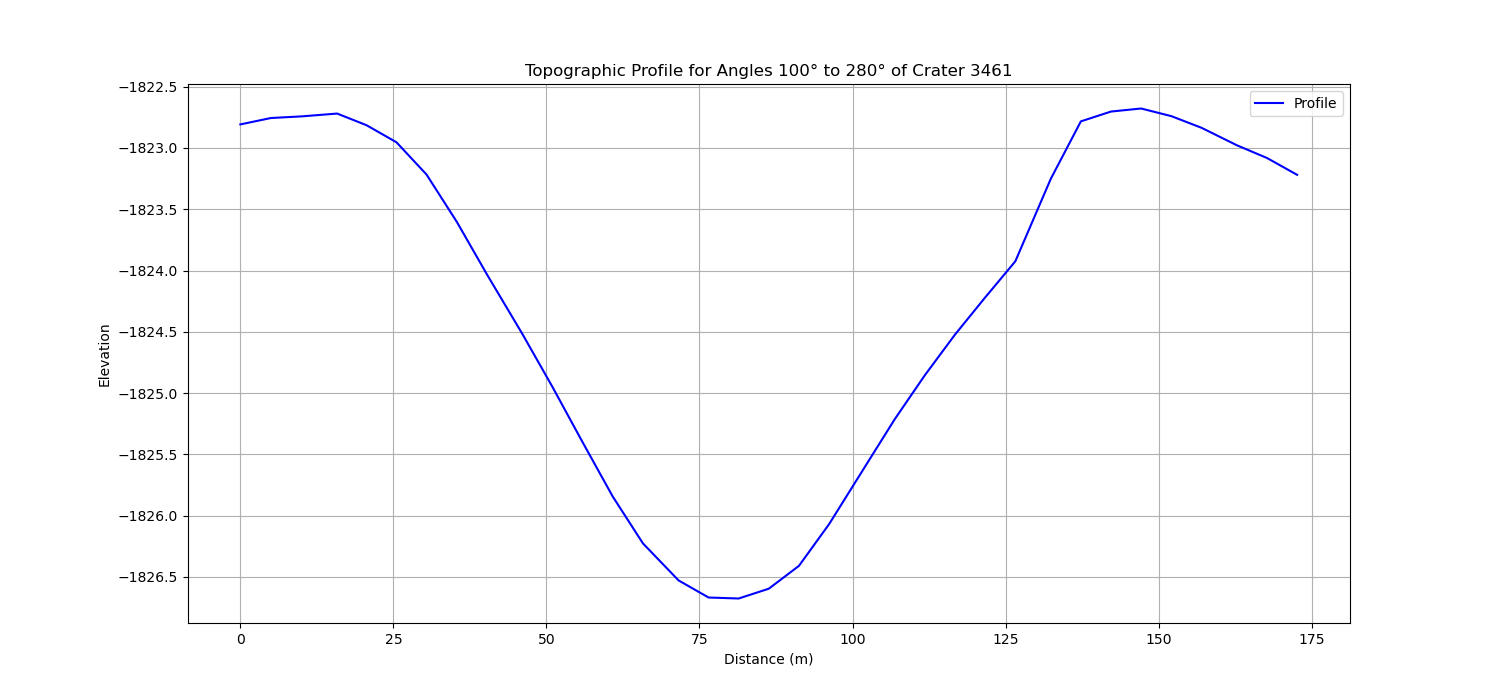 Topographic Profile for Angles 100° to 280° of Crater 3461
Profile
−1822.5
−1823.0
−1823.5
−1824.0
−1824.5
−1825.0
−1825.5
−1826.0
−1826.5
Elevation
0 25 50 75 100 125 150 175
Distance (m)